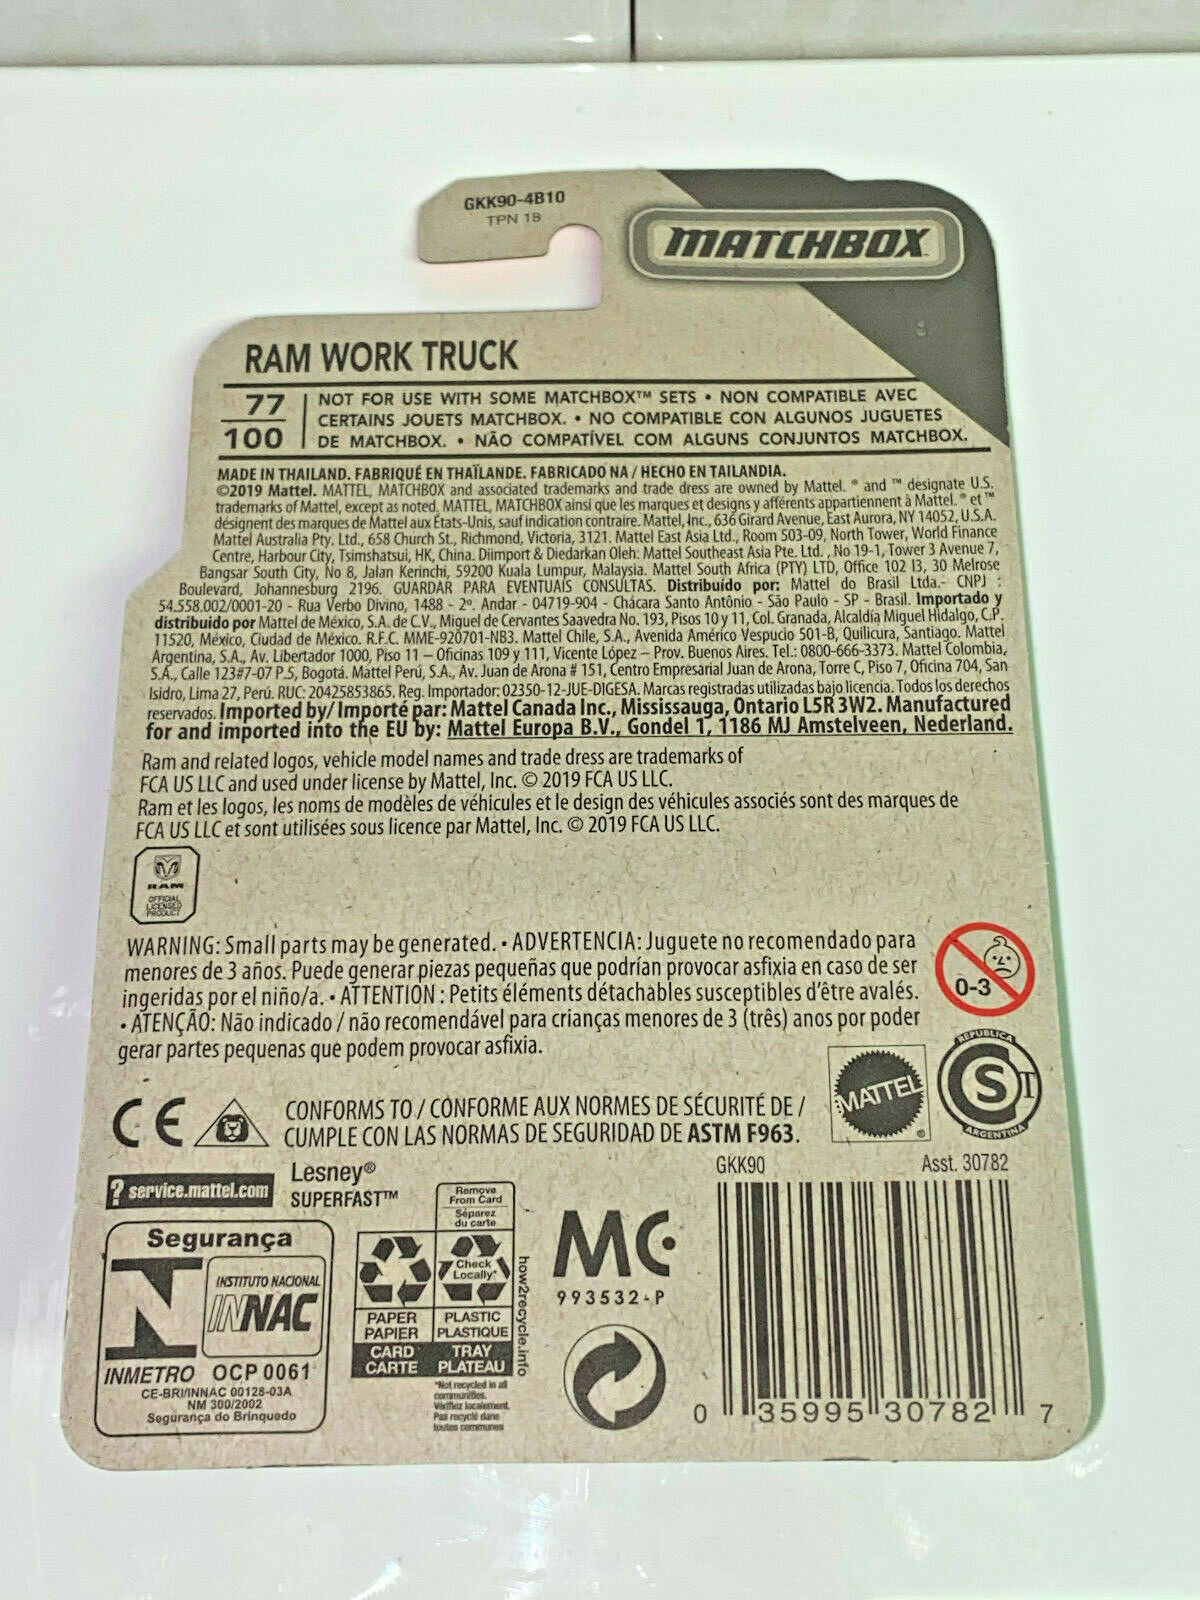 GKK90-4B10
TPN 18
MATCHBOX
RAM WORK TRUCK
77
100
NOT FOR USE WITH SOME MATCHBOX™ SETS • NON COMPATIBLE AVEC
CERTAINS JOUETS MATCHBOX. • NO COMPATIBLE CON ALGUNOS JUGUETES
DE MATCHBOX. • NÃO COMPATÍVEL COM ALGUNS CONJUNTOS MATCHBOX.
MADE IN THAILAND. FABRIQUÉ EN THAÏLANDE. FABRICADO NA / HECHO EN TAILANDIA.
©2019 Mattel. MATTEL, MATCHBOX and associated trademarks and trade dress are owned by Mattel. ® and ™ designate U.S.
trademarks of Mattel, except as noted. MATTEL, MATCHBOX ainsi que les marques et designs y afférents appartiennent à Mattel. ® et ™
désignent des marques de Mattel aux États-Unis, sauf indication contraire. Mattel, Inc., 636 Girard Avenue, East Aurora, NY 14052, U.S.A.
Mattel Australia Pty. Ltd., 658 Church St., Richmond, Victoria, 3121. Mattel East Asia Ltd., Room 503-09, North Tower, World Finance
Centre, Harbour City, Tsimshatsui, HK, China. Diimport & Diedarkan Oleh: Mattel Southeast Asia Pte. Ltd. , No 19-1, Tower 3 Avenue 7,
Bangsar South City, No 8, Jalan Kerinchi, 59200 Kuala Lumpur, Malaysia. Mattel South Africa (PTY) LTD, Office 102 I3, 30 Melrose
Boulevard, Johannesburg 2196. GUARDAR PARA EVENTUAIS CONSULTAS. Distribuído por: Mattel do Brasil Ltda.- CNPJ :
54.558.002/0001-20 - Rua Verbo Divino, 1488 - 2º. Andar - 04719-904 - Chácara Santo Antônio - São Paulo - SP - Brasil. Importado y
distribuido por Mattel de México, S.A. de C.V., Miguel de Cervantes Saavedra No. 193, Pisos 10 y 11, Col. Granada, Alcaldía Miguel Hidalgo, C.P.
11520, México, Ciudad de México. R.F.C. MME-920701-NB3. Mattel Chile, S.A., Avenida Américo Vespucio 501-B, Quilicura, Santiago. Mattel
Argentina, S.A., Av. Libertador 1000, Piso 11 – Oficinas 109 y 111, Vicente López – Prov. Buenos Aires. Tel.: 0800-666-3373. Mattel Colombia,
S.A., Calle 123#7-07 P.5, Bogotá. Mattel Perú, S.A., Av. Juan de Arona # 151, Centro Empresarial Juan de Arona, Torre C, Piso 7, Oficina 704, San
Isidro, Lima 27, Perú. RUC: 20425853865. Reg. Importador: 02350-12-JUE-DIGESA. Marcas registradas utilizadas bajo licencia. Todos los derechos
reservados. Imported by/ Importé par: Mattel Canada Inc., Mississauga, Ontario L5R 3W2. Manufactured
for and imported into the EU by: Mattel Europa B.V., Gondel 1, 1186 MJ Amstelveen, Nederland.
Ram and related logos, vehicle model names and trade dress are trademarks of
FCA US LLC and used under license by Mattel, Inc. © 2019 FCA US LLC.
Ram et les logos, les noms de modèles de véhicules et le design des véhicules associés sont des marques de
FCA US LLC et sont utilisées sous licence par Mattel, Inc. © 2019 FCA US LLC.
RAM
OFFICIAL
LICENSED
PRODUCT
WARNING: Small parts may be generated. • ADVERTENCIA: Juguete no recomendado para
menores de 3 años. Puede generar piezas pequeñas que podrían provocar asfixia en caso de ser
ingeridas por el niño/a. • ATTENTION : Petits éléments détachables susceptibles d'être avalés.
• ATENÇÃO: Não indicado / não recomendável para crianças menores de 3 (três) anos por poder
gerar partes pequenas que podem provocar asfixia.
0-3
MATTEL
®
REPUBLICA
S T
ARGENTINA
CE
CONFORMS TO / CONFORME AUX NORMES DE SÉCURITÉ DE /
CUMPLE CON LAS NORMAS DE SEGURIDAD DE ASTM F963.
? service.mattel.com
Lesney®
SUPERFAST™
GKK90
Asst. 30782
Segurança
INSTITUTO NACIONAL
INNAC
INMETRO OCP 0061
CE-BRI/INNAC 00128-03A
NM 300/2002
Segurança do Brinquedo
Remove
From Card
Séparez
du carte
Check
Locally*
PAPER
PAPIER
PLASTIC
PLASTIQUE
CARD
CARTE
TRAY
PLATEAU
how2recycle.info
*Not recycled in all
communities.
Vérifiez localement.
Pas recyclé dans
toutes communes
MC
993532-P
0 35995 30782 7